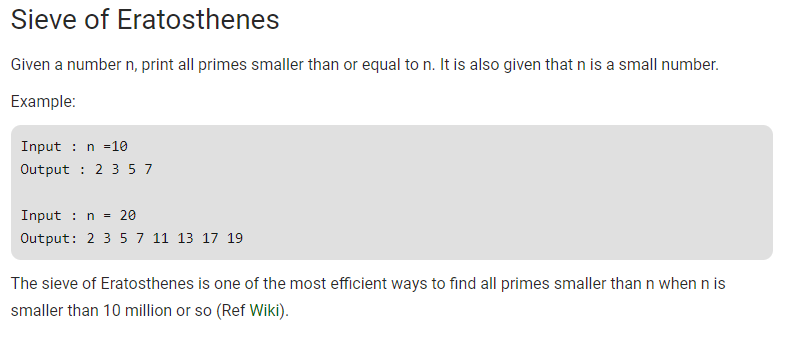 Sieve of Eratosthenes
Given a number n, print all primes smaller than or equal to n. It is also given that n is a small number.
Example:
Input : n =10
Output : 2 3 5 7
Input : n = 20
Output: 2 3 5 7 11 13 17 19
The sieve of Eratosthenes is one of the most efficient ways to find all primes smaller than n when n is
smaller than 10 million or so (Ref Wiki).